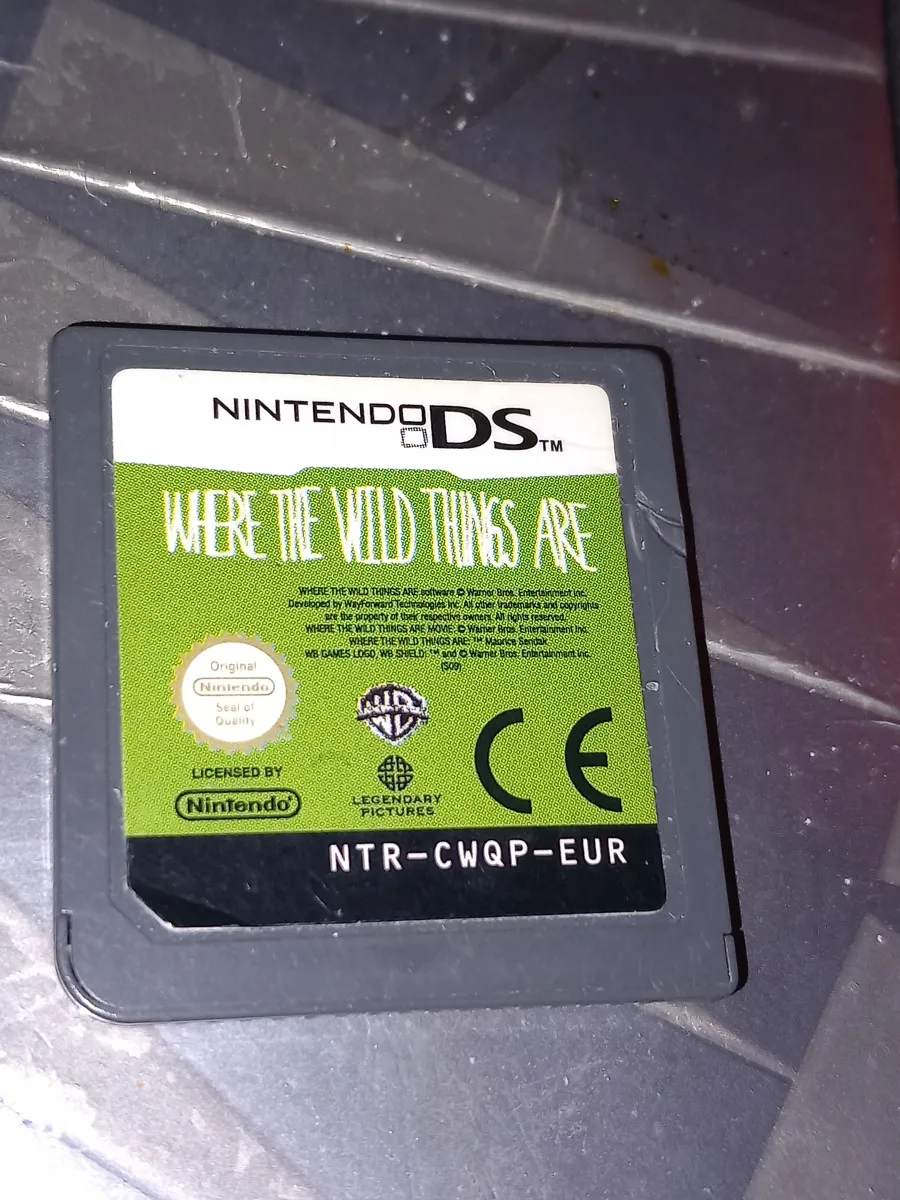 NINTENDO DS TM
WHERE THE WILD THINGS ARE
WHERE THE WILD THINGS ARE software © Warner Bros. Entertainment Inc.
Developed by WayForward Technologies Inc. All other trademarks and copyrights
are the property of their respective owners. All rights reserved.
WHERE THE WILD THINGS ARE MOVIE: © Warner Bros. Entertainment Inc.
WHERE THE WILD THINGS ARE: ™ Maurice Sendak
WB GAMES LOGO, WB SHIELD: ™ and © Warner Bros. Entertainment Inc.
(S09)
Original
Nintendo
Seal of
Quality
LICENSED BY
Nintendo®
WB
LEGENDARY
PICTURES
CE
NTR-CWQP-EUR